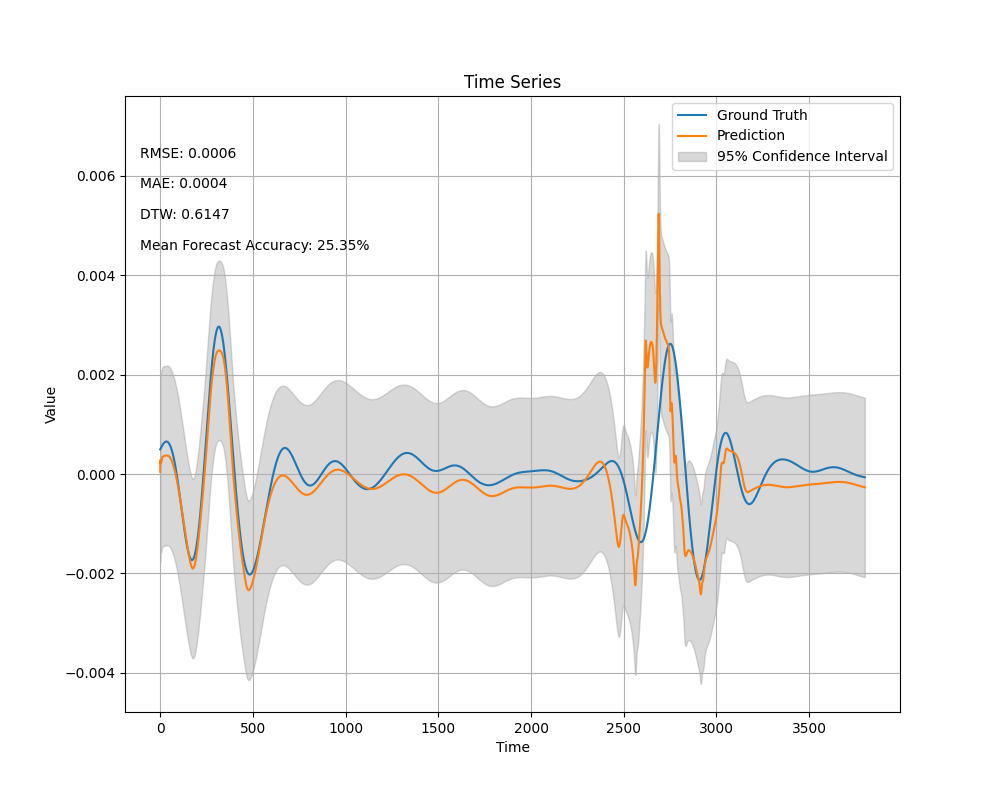 Time Series
Ground Truth
Prediction
95% Confidence Interval
RMSE: 0.0006
MAE: 0.0004
DTW: 0.6147
Mean Forecast Accuracy: 25.35%
0.006
0.004
0.002
0.000
−0.002
−0.004
Value
0 500 1000 1500 2000 2500 3000 3500
Time